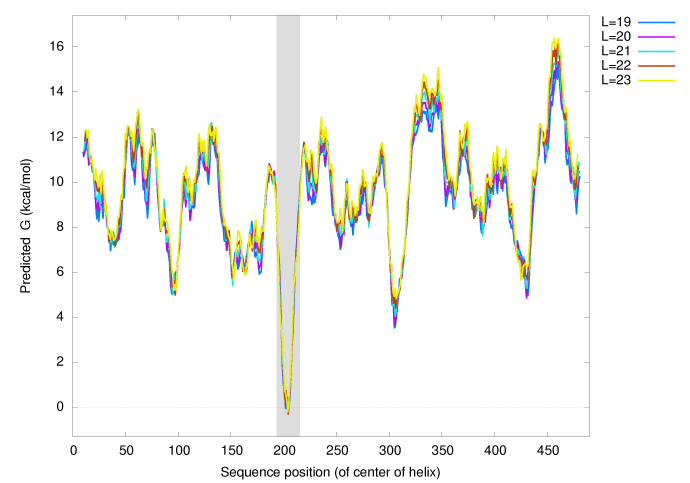 L=19
L=20
L=21
L=22
L=23
16
14
12
10
8
6
4
2
0
Predicted G (kcal/mol)
0 50 100 150 200 250 300 350 400 450
Sequence position (of center of helix)